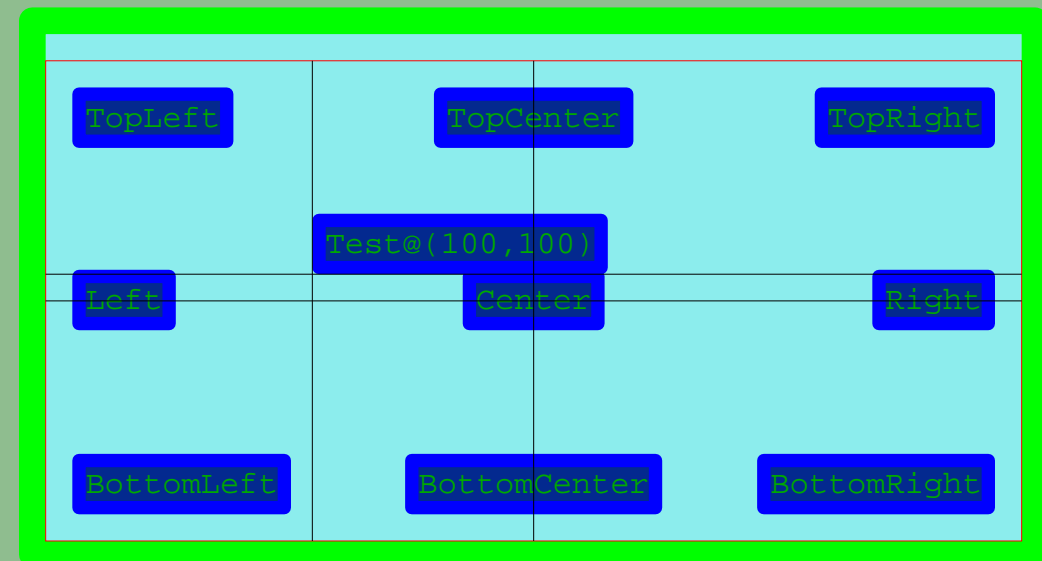 TopLeft
TopCenter
TopRight
Test@(100,100)
Left
Center
Right
BottomLeft
BottomCenter
BottomRight